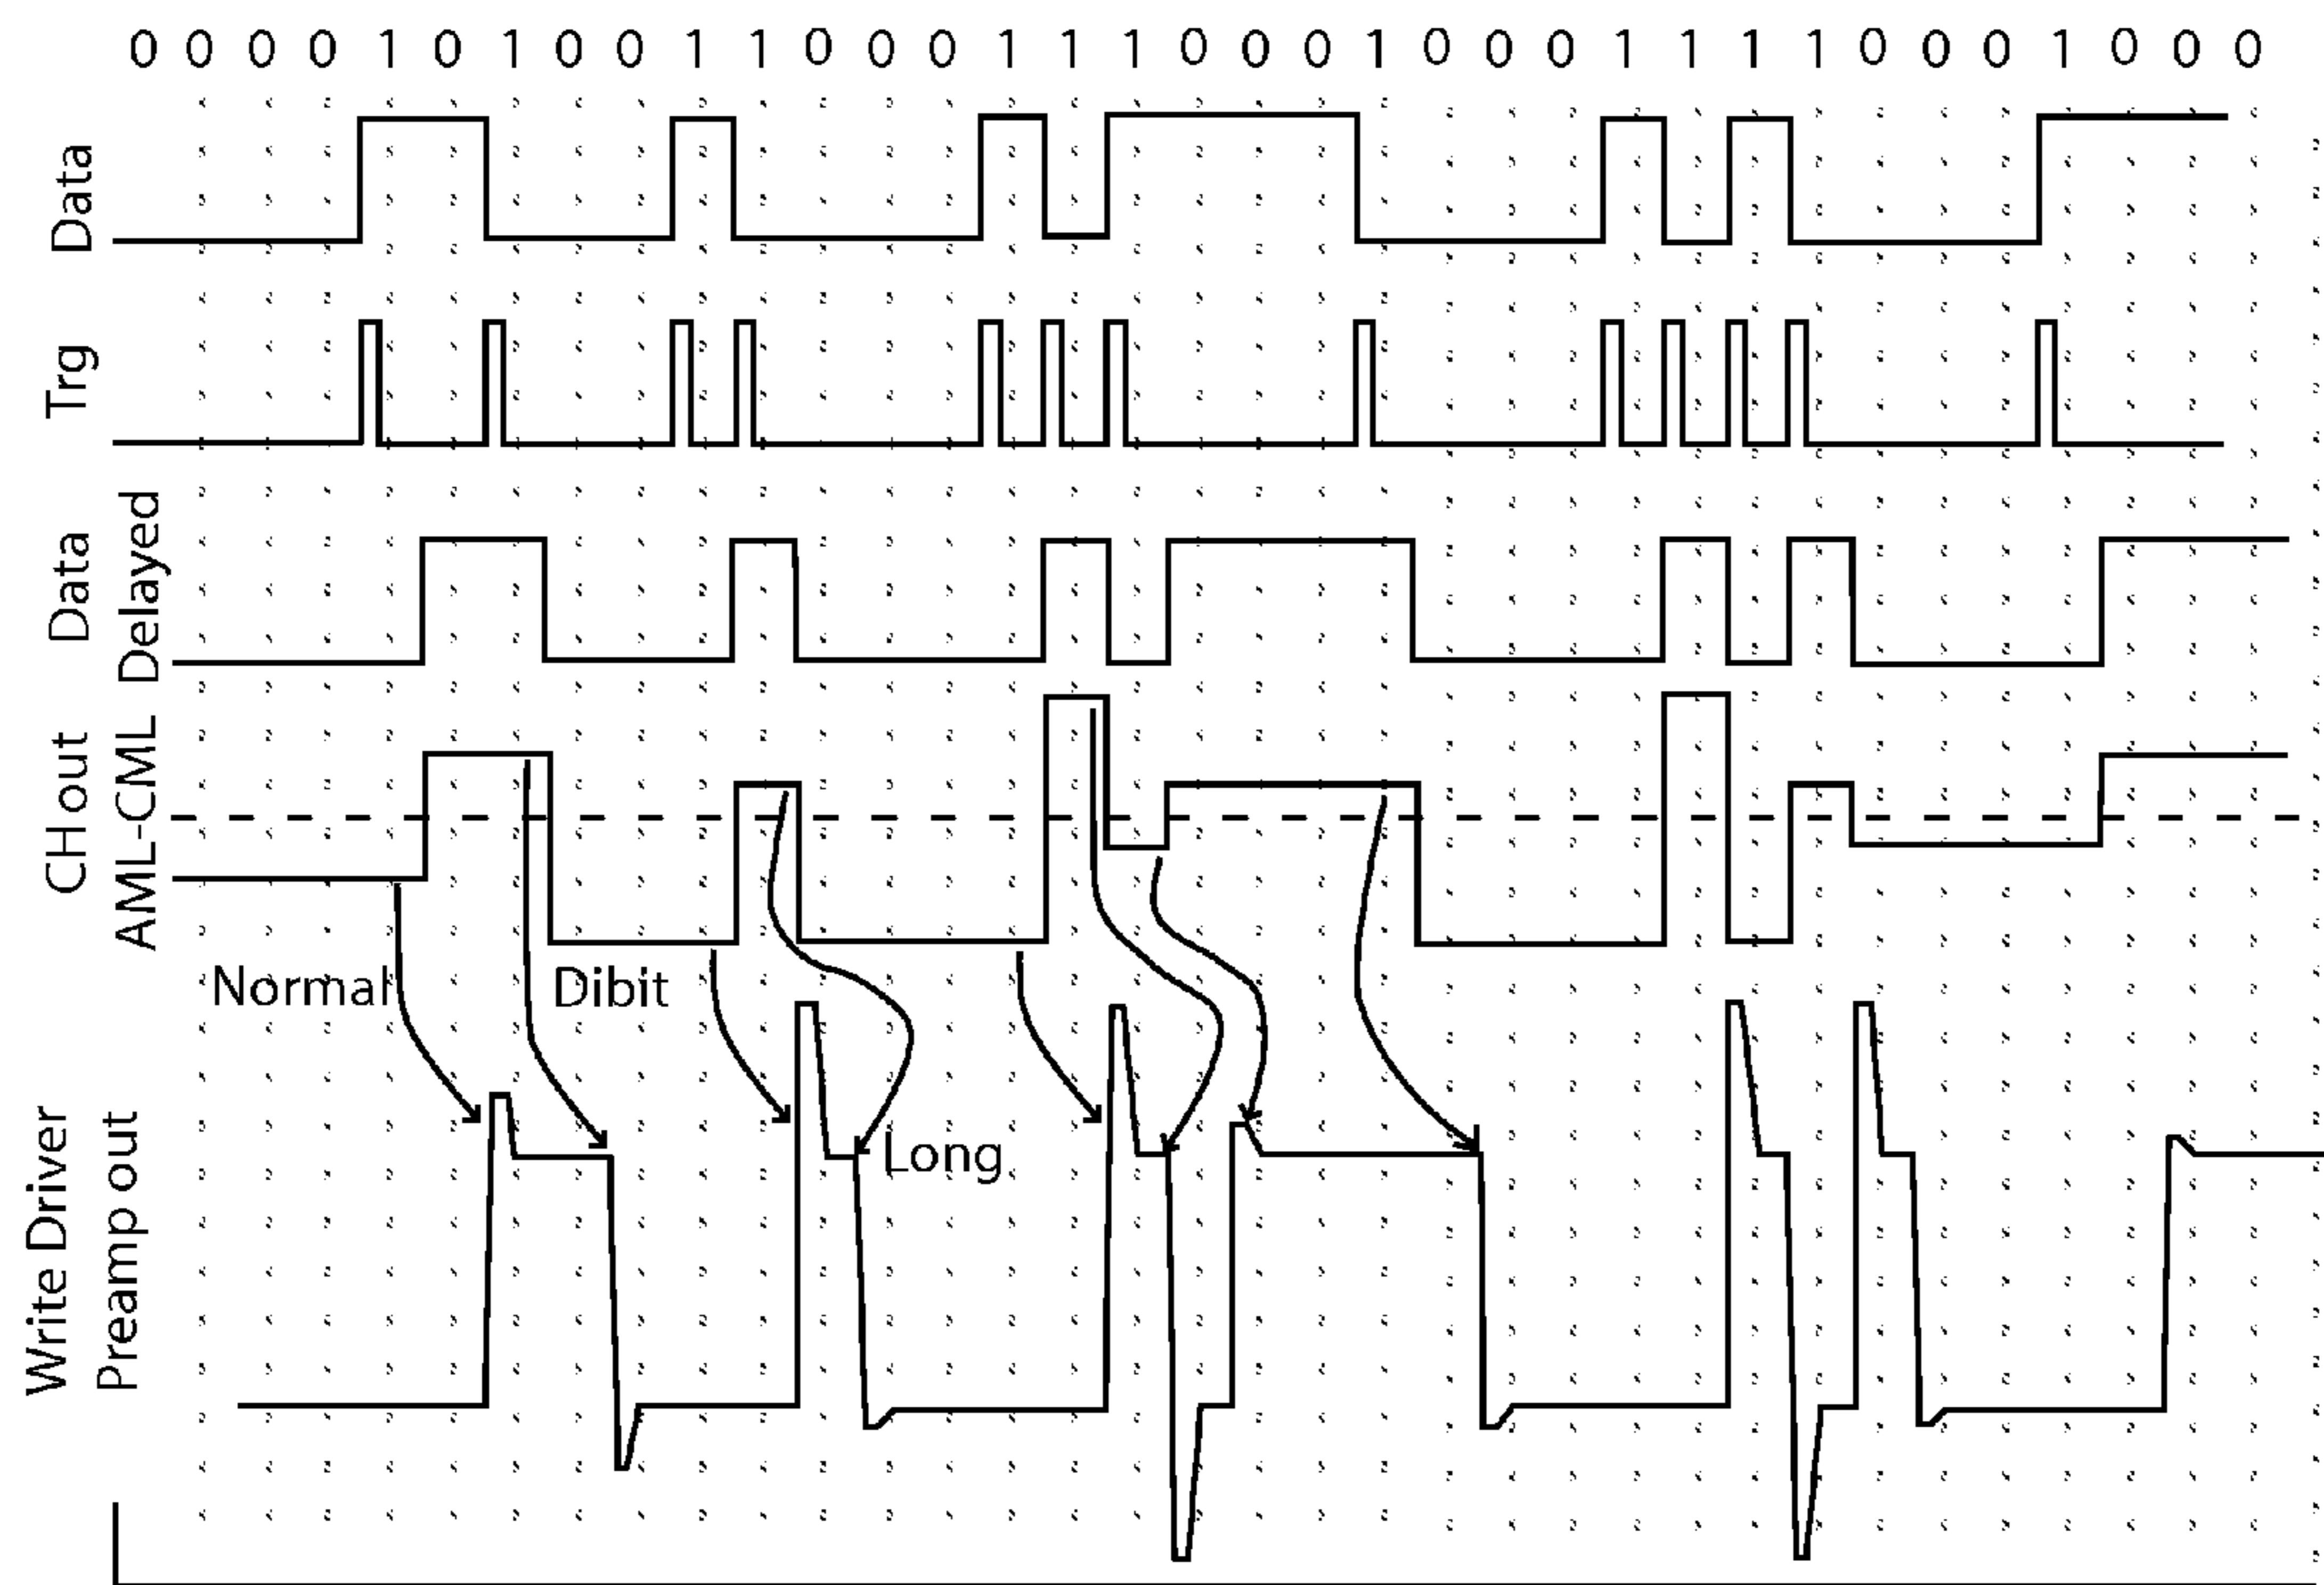 0 0 0 0 1 0 1 0 0 1 1 0 0 0 1 1 1 0 0 0 1 0 0 0 1 1 1 1 0 0 0 1 0 0 0
Data
Trg
Data
Delayed
CH out
AML-CML
Normal
Dibit
Long
Write Driver
Preamp out